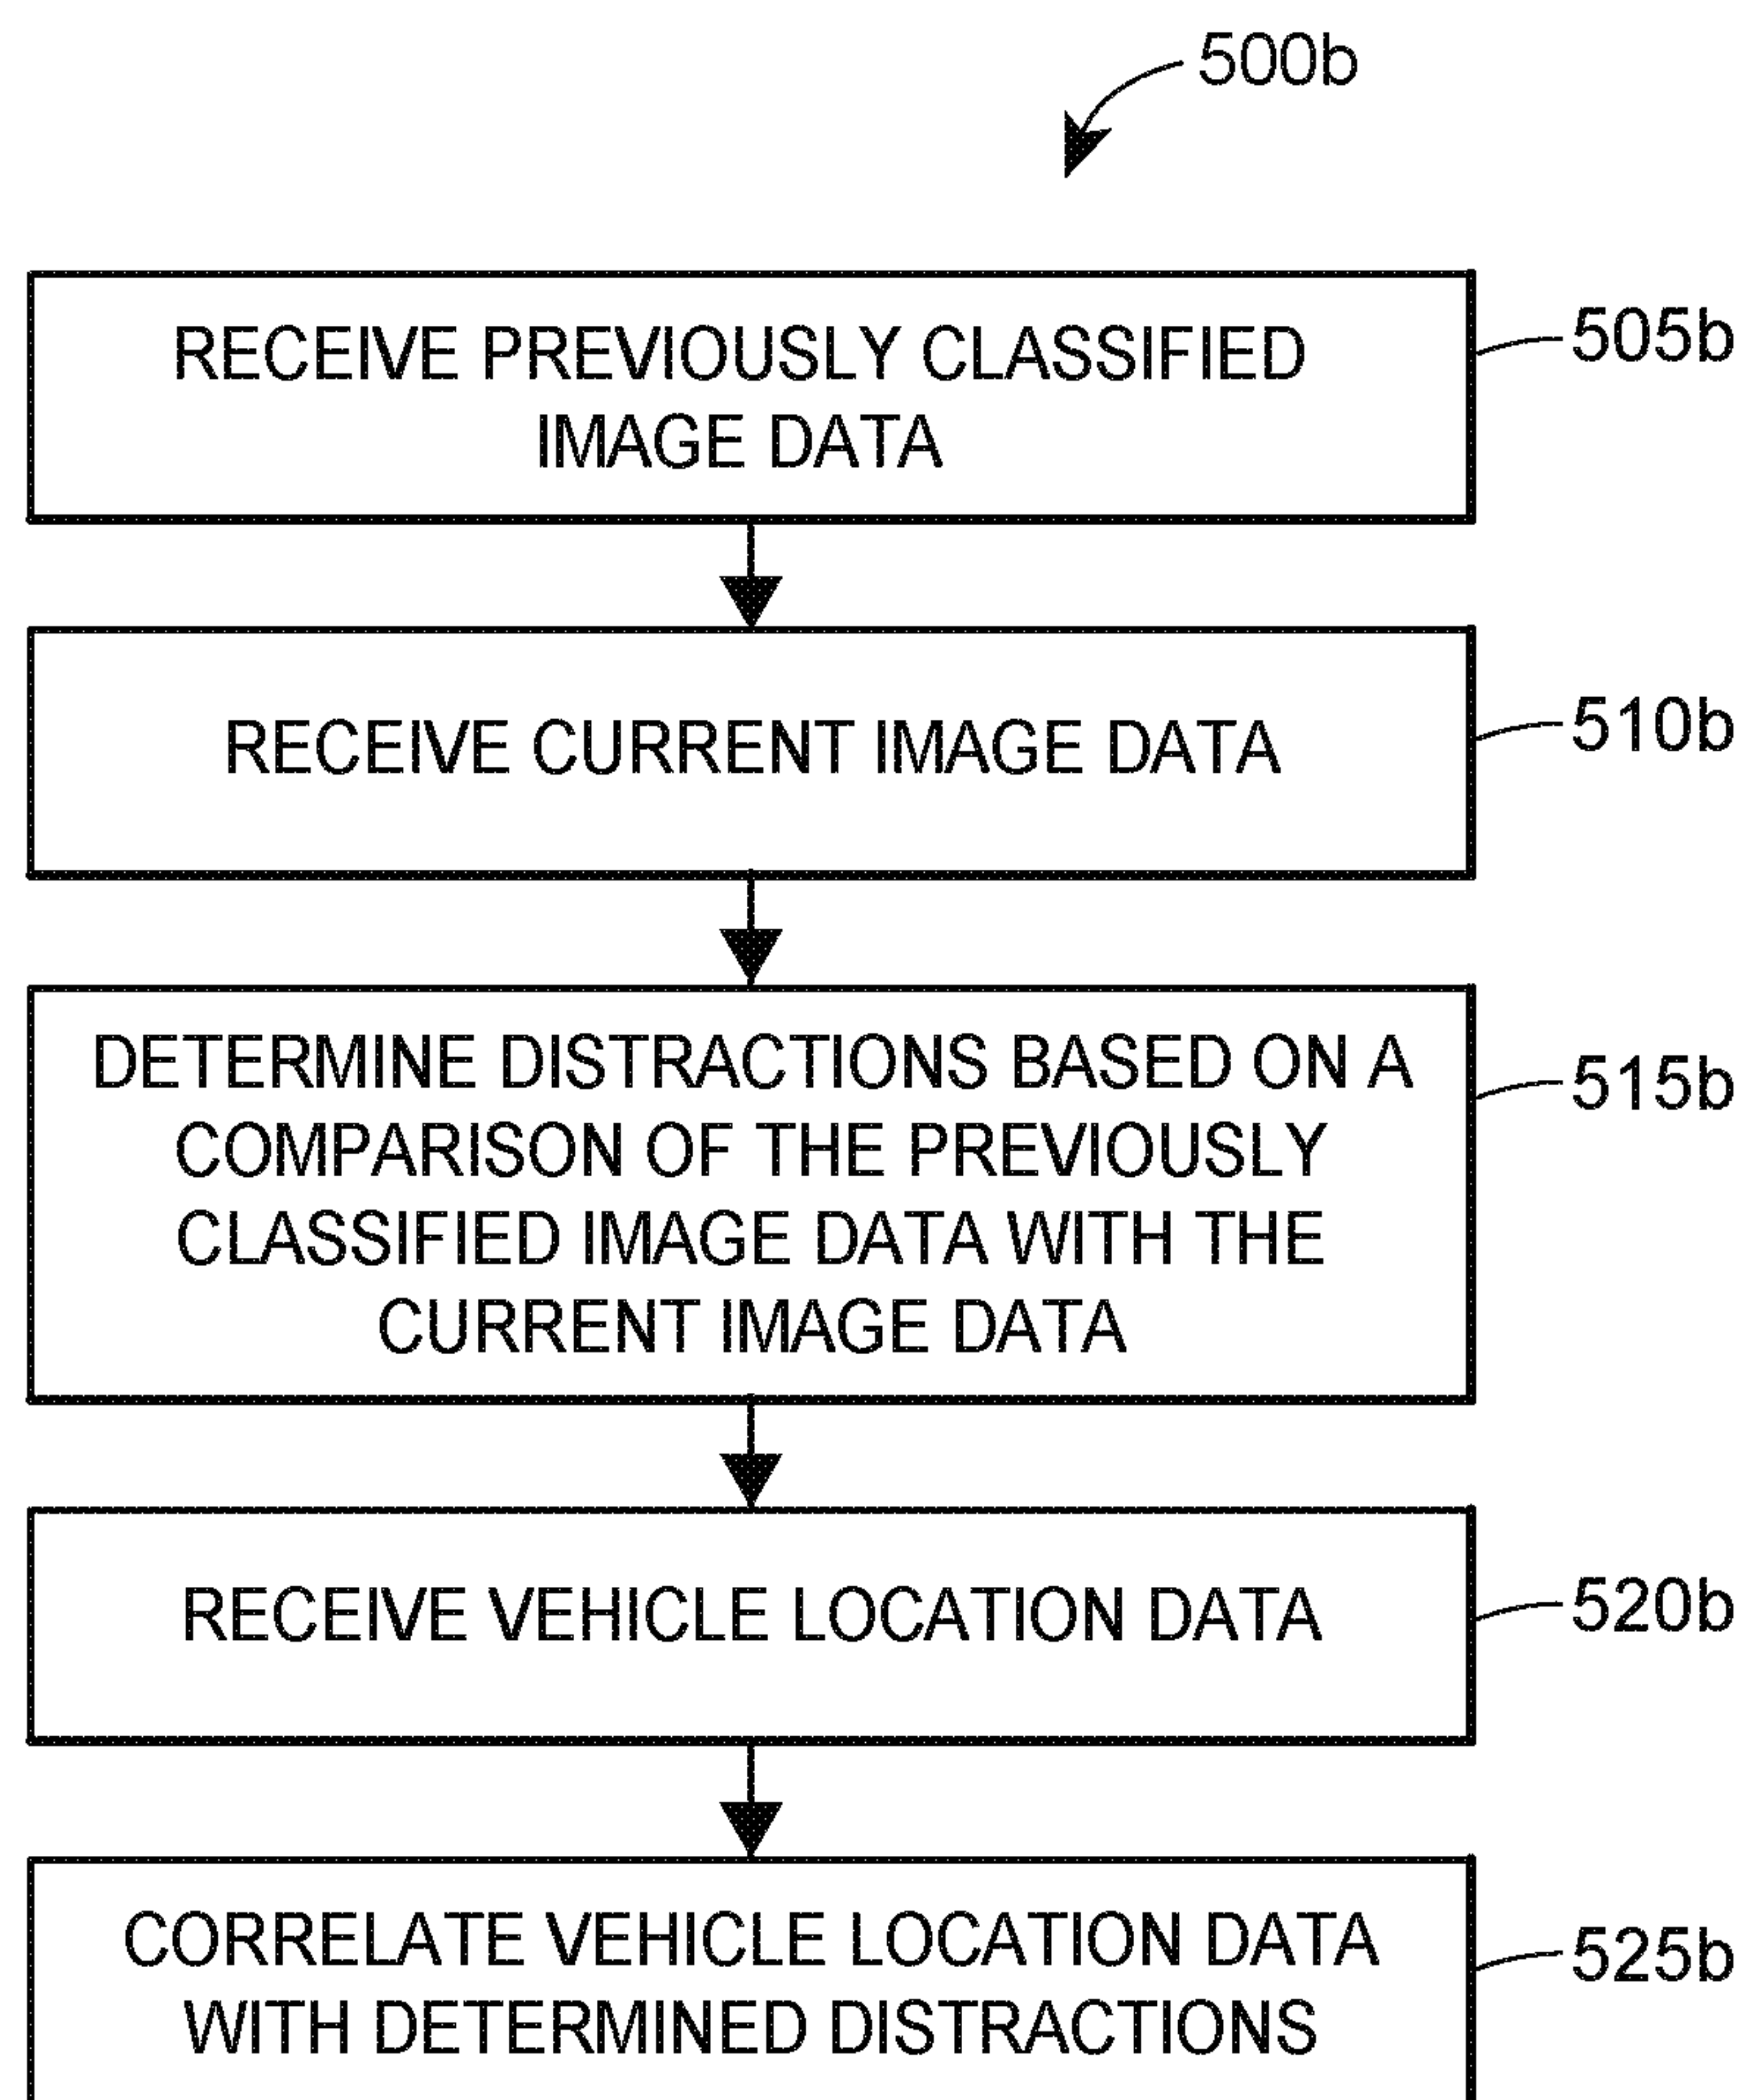 500b
RECEIVE PREVIOUSLY CLASSIFIED
IMAGE DATA
505b
RECEIVE CURRENT IMAGE DATA
510b
DETERMINE DISTRACTIONS BASED ON A
COMPARISON OF THE PREVIOUSLY
CLASSIFIED IMAGE DATA WITH THE
CURRENT IMAGE DATA
515b
RECEIVE VEHICLE LOCATION DATA
520b
CORRELATE VEHICLE LOCATION DATA
WITH DETERMINED DISTRACTIONS
525b